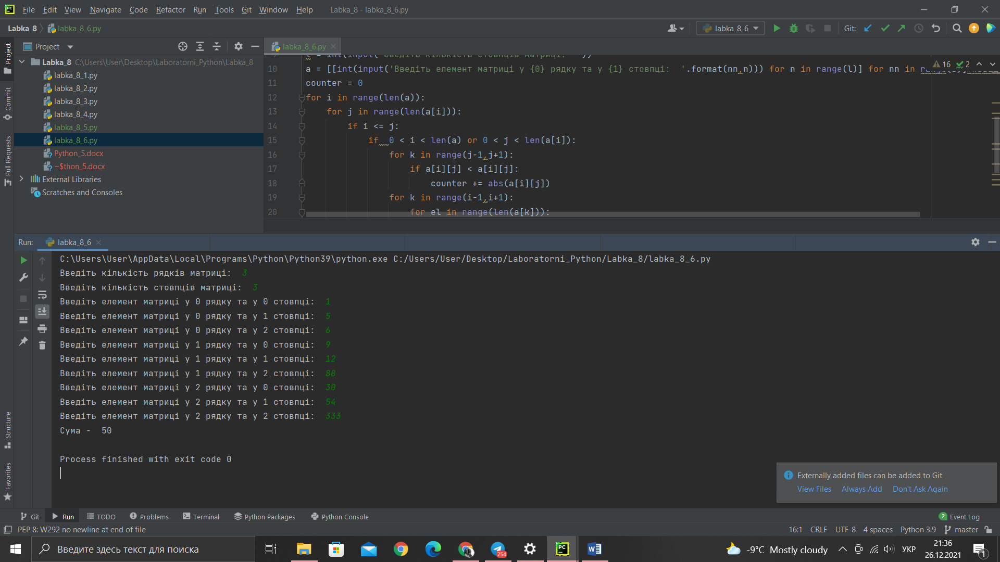 File Edit View Navigate Code Refactor Run Tools Git Window Help Labka_8 - labka_8_6.py
Labka_8 labka_8_6.py labka_8_6 Git:
Project labka_8_6.py
Labka_8 C:\Users\User\Desktop\Laboratorni_Python\Labka_8
labka_8_1.py
labka_8_2.py
labka_8_3.py
labka_8_4.py
labka_8_5.py
labka_8_6.py
Python_5.docx
~$thon_5.docx
External Libraries
Scratches and Consoles
Project
Commit
Pull Requests
Structure
Favorites
10 a = [[int(input('Введіть елемент матриці у {0} рядку та у {1} стовпці:  '.format(nn,n))) for n in range(l)] for nn in
16 2
11 counter = 0
12 for i in range(len(a)):
13 for j in range(len(a[i])):
14 if i <= j:
15 if  0 < i < len(a) or 0 < j < len(a[i]):
16 for k in range(j-1,j+1):
17 if a[i][j] < a[i][j]:
18 counter += abs(a[i][j])
19 for k in range(i-1,i+1):
20 for el in range(len(a[k])):
Run: labka_8_6
C:\Users\User\AppData\Local\Programs\Python\Python39\python.exe C:/Users/User/Desktop/Laboratorni_Python/Labka_8/labka_8_6.py
Введіть кількість рядків матриці:  3
Введіть кількість стовпців матриці:  3
Введіть елемент матриці у 0 рядку та у 0 стовпці:  1
Введіть елемент матриці у 0 рядку та у 1 стовпці:  5
Введіть елемент матриці у 0 рядку та у 2 стовпці:  6
Введіть елемент матриці у 1 рядку та у 0 стовпці:  9
Введіть елемент матриці у 1 рядку та у 1 стовпці:  12
Введіть елемент матриці у 1 рядку та у 2 стовпці:  88
Введіть елемент матриці у 2 рядку та у 0 стовпці:  30
Введіть елемент матриці у 2 рядку та у 1 стовпці:  54
Введіть елемент матриці у 2 рядку та у 2 стовпці:  333
Сума -  50
Process finished with exit code 0
Externally added files can be added to Git
View Files Always Add Don't Ask Again
Git Run TODO Problems Terminal Python Packages Python Console 2 Event Log
PEP 8: W292 no newline at end of file 16:1 CRLF UTF-8 4 spaces Python 3.9 master
Введите здесь текст для поиска 254 -9°C Mostly cloudy УКР 21:36
26.12.2021 1